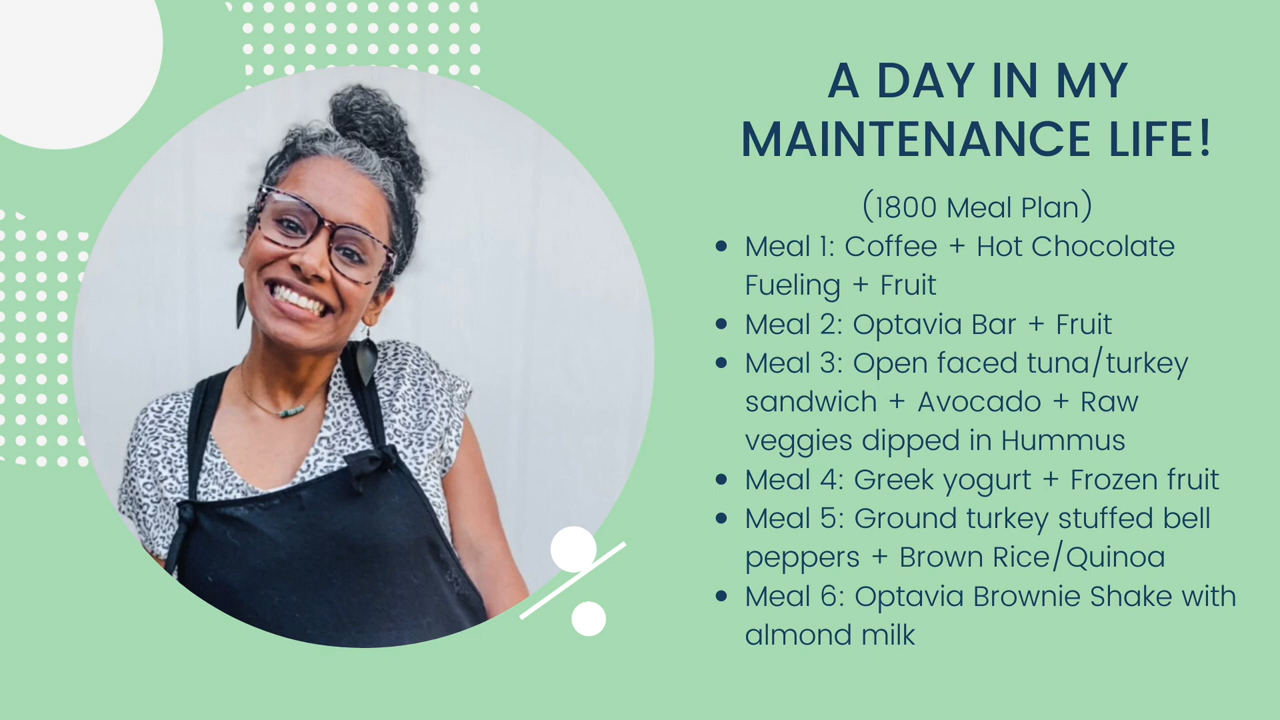 A DAY IN MY
MAINTENANCE LIFE!
(1800 Meal Plan)
• Meal 1: Coffee + Hot Chocolate
Fueling + Fruit
• Meal 2: Optavia Bar + Fruit
• Meal 3: Open faced tuna/turkey
sandwich + Avocado + Raw
veggies dipped in Hummus
• Meal 4: Greek yogurt + Frozen fruit
• Meal 5: Ground turkey stuffed bell
peppers + Brown Rice/Quinoa
• Meal 6: Optavia Brownie Shake with
almond milk